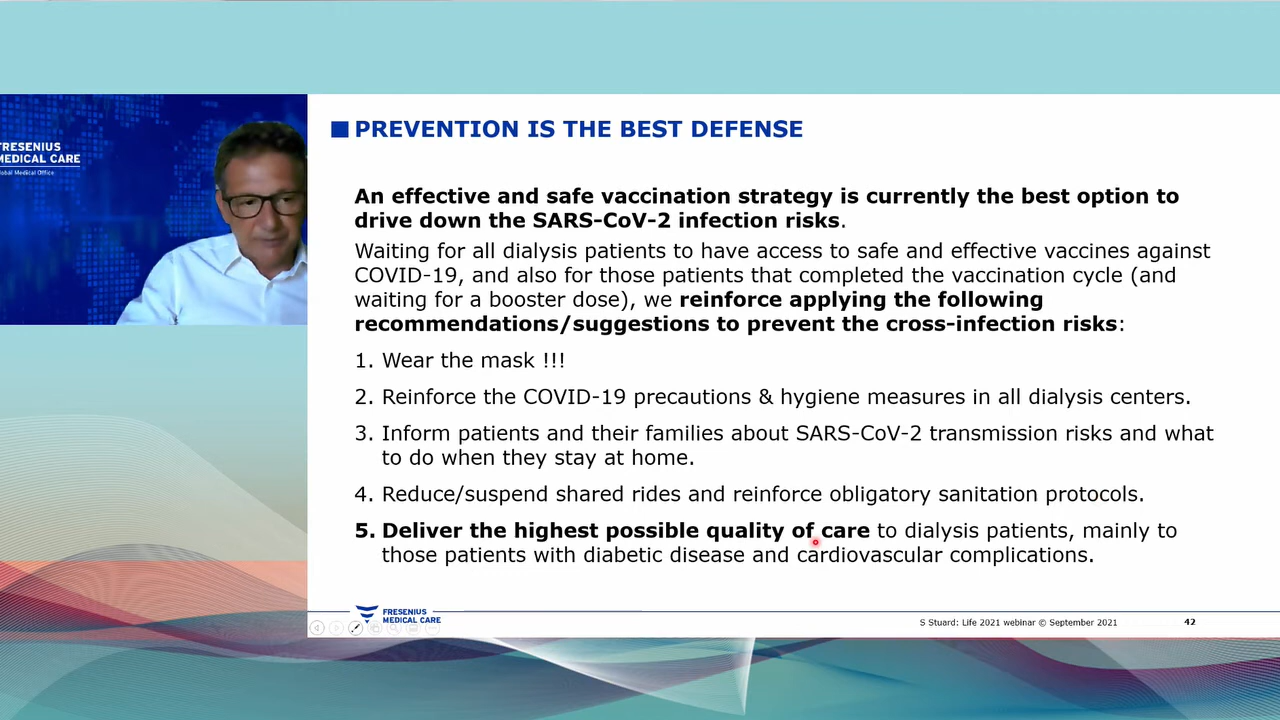 FRESENIUS
MEDICAL CARE
Global Medical Office
PREVENTION IS THE BEST DEFENSE
An effective and safe vaccination strategy is currently the best option to
drive down the SARS-CoV-2 infection risks.
Waiting for all dialysis patients to have access to safe and effective vaccines against
COVID-19, and also for those patients that completed the vaccination cycle (and
waiting for a booster dose), we reinforce applying the following
recommendations/suggestions to prevent the cross-infection risks:
1. Wear the mask !!!
2. Reinforce the COVID-19 precautions & hygiene measures in all dialysis centers.
3. Inform patients and their families about SARS-CoV-2 transmission risks and what
to do when they stay at home.
4. Reduce/suspend shared rides and reinforce obligatory sanitation protocols.
5. Deliver the highest possible quality of care to dialysis patients, mainly to
those patients with diabetic disease and cardiovascular complications.
FRESENIUS
MEDICAL CARE
S Stuard: Life 2021 webinar © September 2021
42